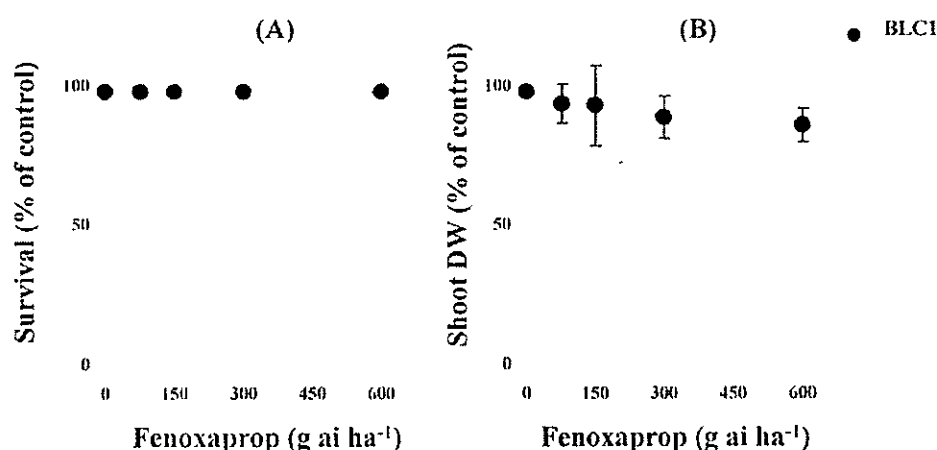 (A)
Survival (% of control)
100
50
0
0 150 300 450 600
Fenoxaprop (g ai ha⁻¹)
(B)
BLC1
Shoot DW (% of control)
100
50
0
0 150 300 450 600
Fenoxaprop (g ai ha⁻¹)